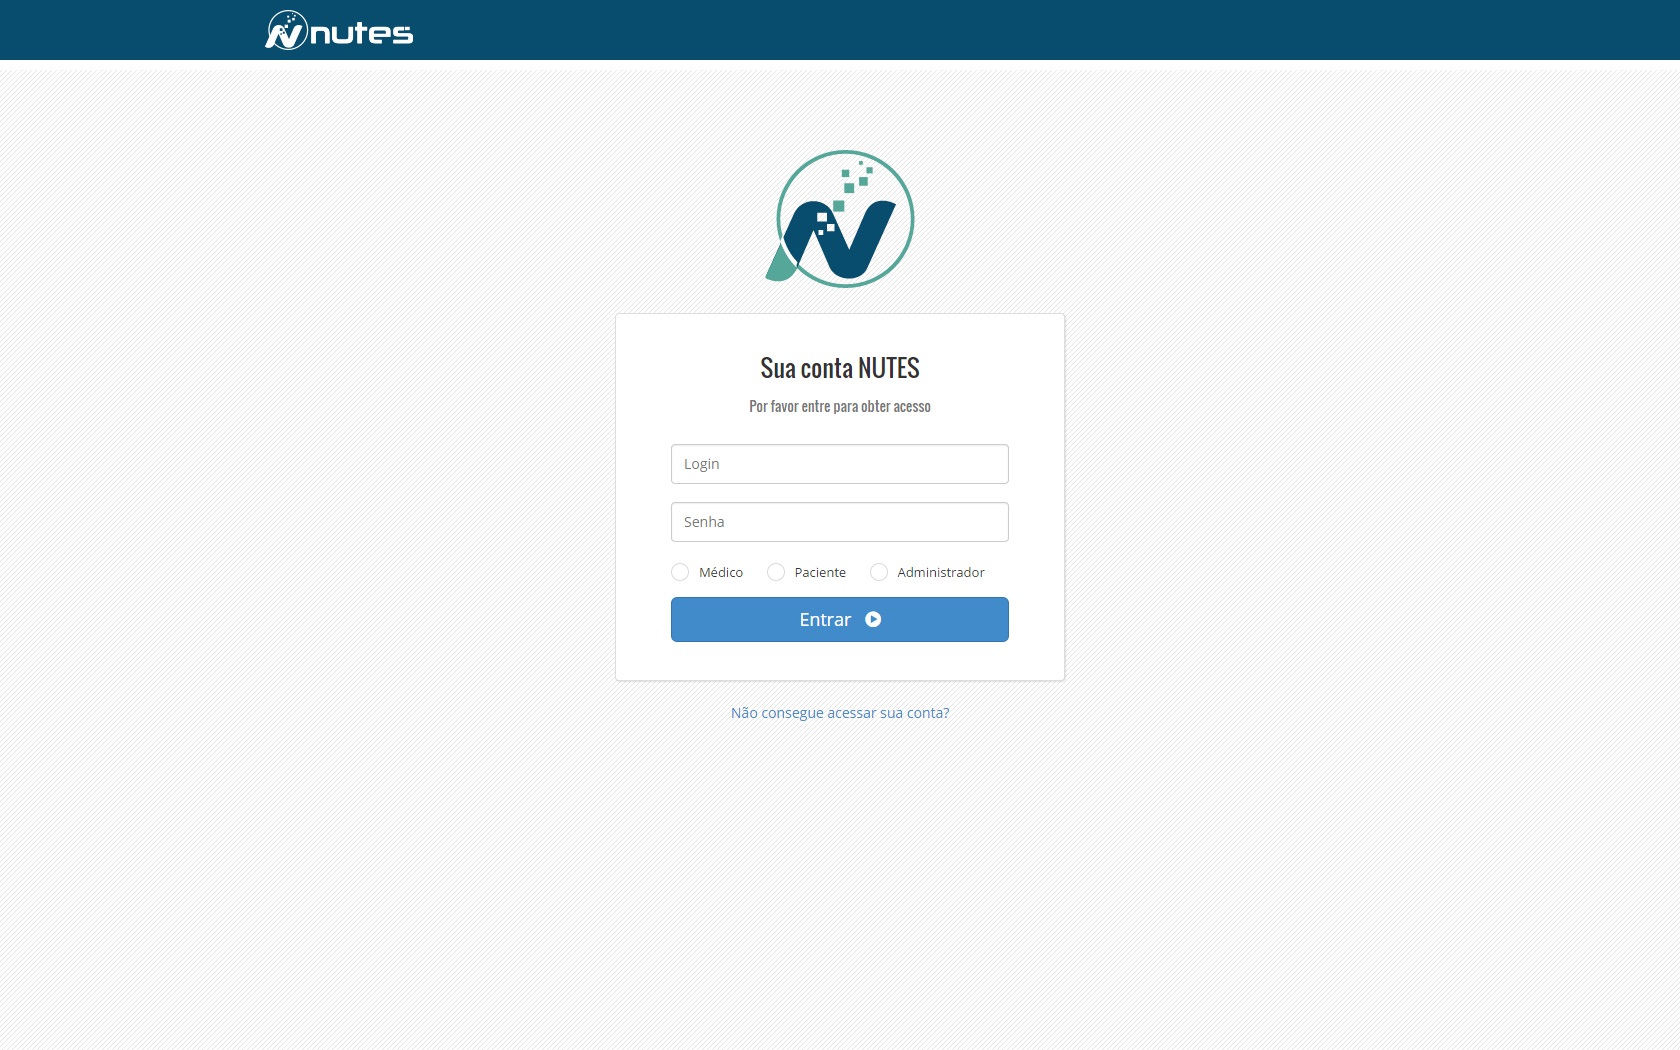 nutes
Sua conta NUTES
Por favor entre para obter acesso
Login
Senha
Médico Paciente Administrador
Entrar
Não consegue acessar sua conta?